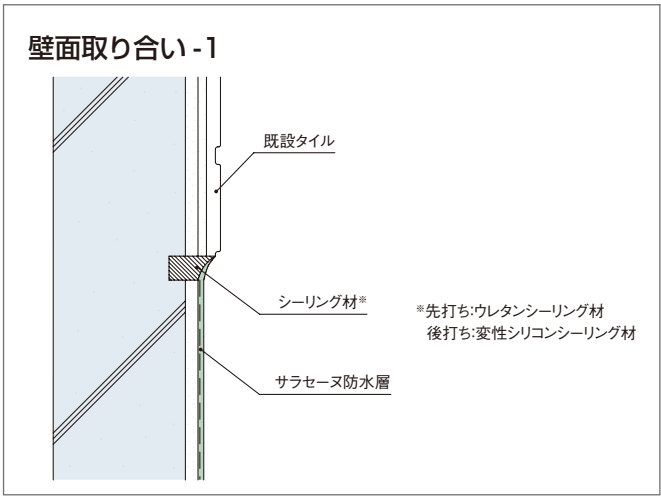 壁面取り合い -1
既設タイル
シーリング材※
※先打ち:ウレタンシーリング材
後打ち:変性シリコンシーリング材
サラセーヌ防水層